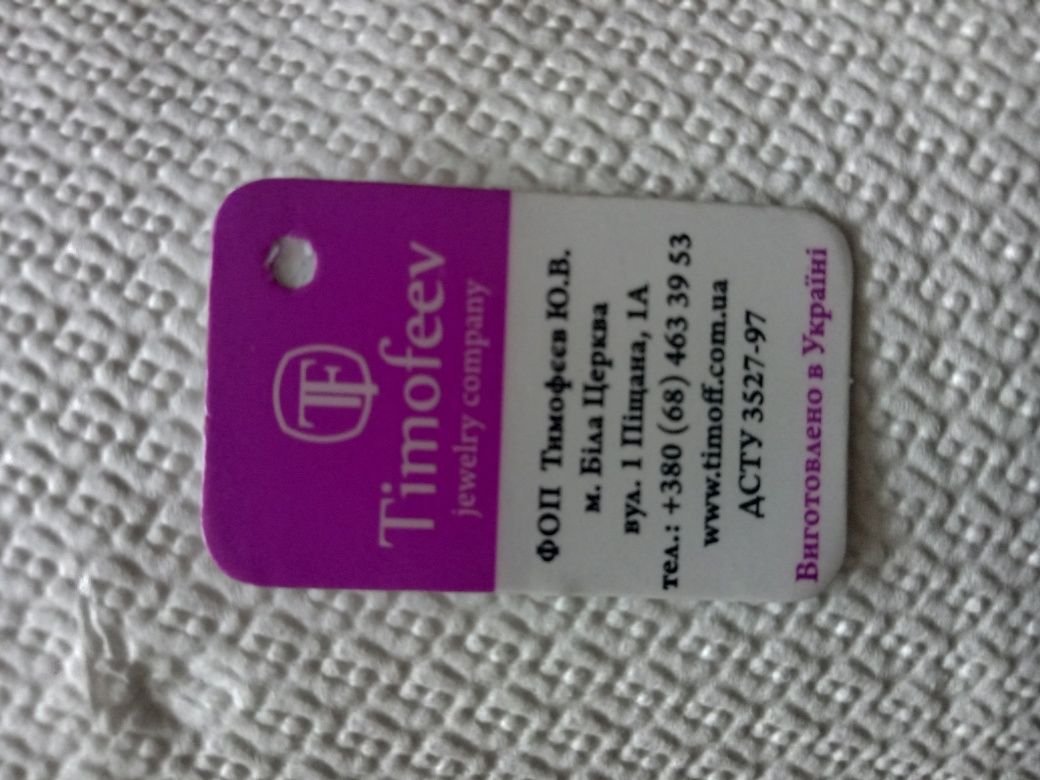 TF
Timofeev
jewelry company
ФОП Тимофєєв Ю.В.
м. Біла Церква
вул. 1 Піщана, 1А
тел.: +380 (68) 463 39 53
www.timoff.com.ua
ДСТУ 3527-97
Виготовлено в Україні